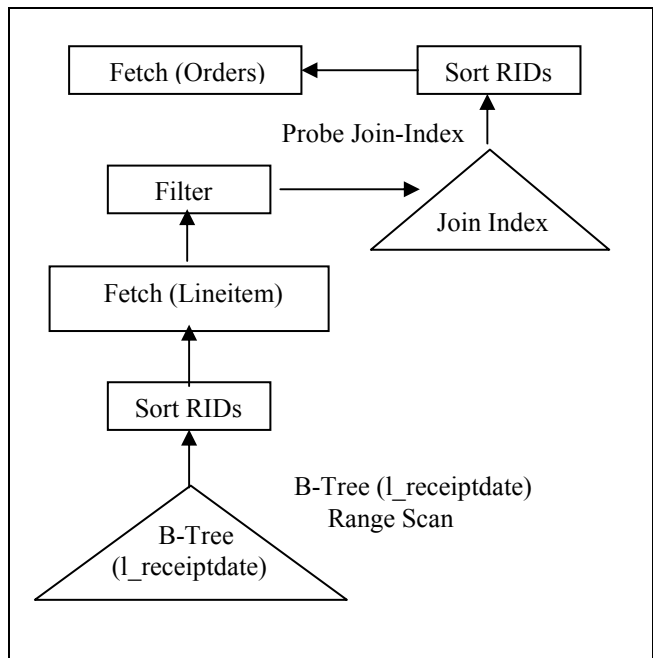 Fetch (Orders)
Sort RIDs
Probe Join-Index
Filter
Join Index
Fetch (Lineitem)
Sort RIDs
B-Tree (l_receiptdate)
Range Scan
B-Tree
(l_receiptdate)